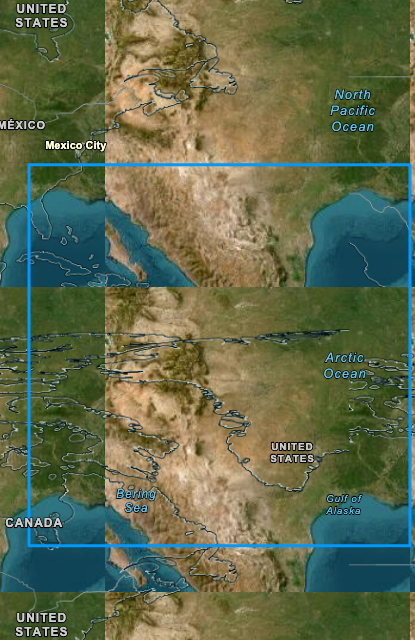 UNITED
STATES
North
Pacific
Ocean
MÉXICO
Mexico City
Arctic
Ocean
UNITED
STATES
Bering
Sea
Gulf of
Alaska
CANADA
UNITED
STATES